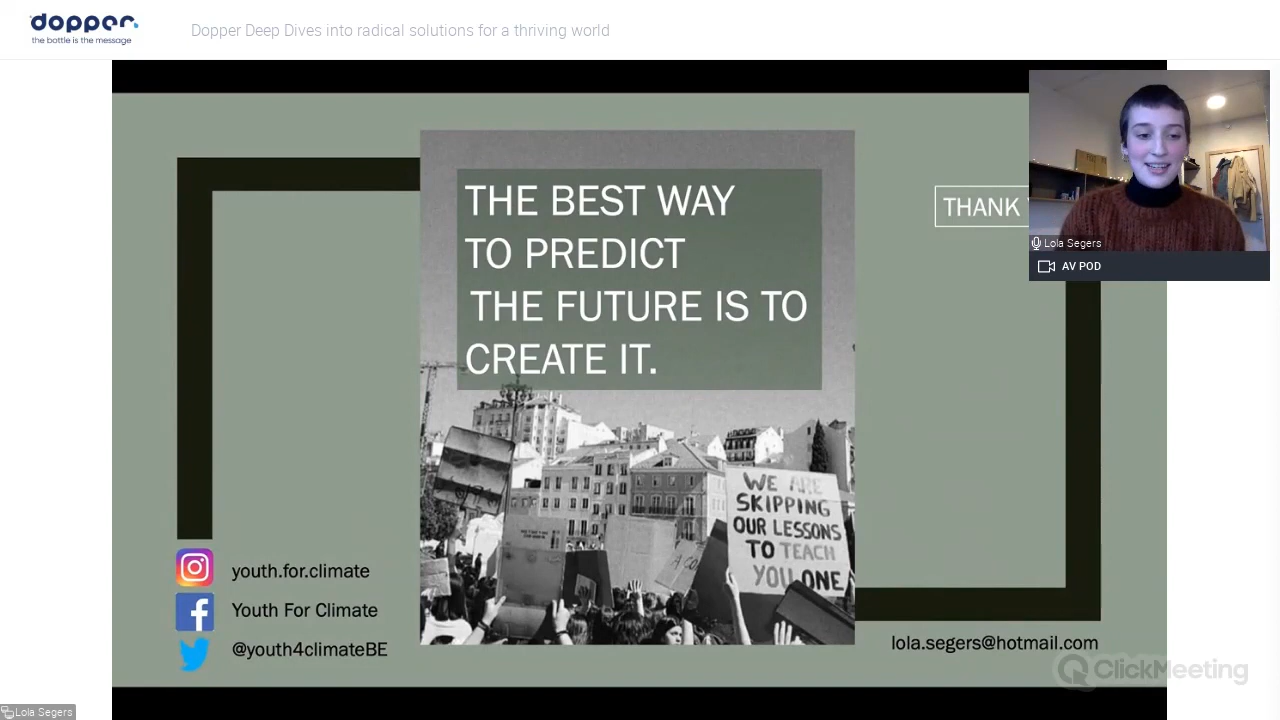 dopper
the bottle is the message
Dopper Deep Dives into radical solutions for a thriving world
THE BEST WAY
TO PREDICT
THE FUTURE IS TO
CREATE IT.
THANK
Lola Segers
AV POD
WE ARE
SKIPPING
OUR LESSONS
TO TEACH
YOU ONE
youth.for.climate
Youth For Climate
@youth4climateBE
lola.segers@hotmail.com
ClickMeeting
Lola Segers